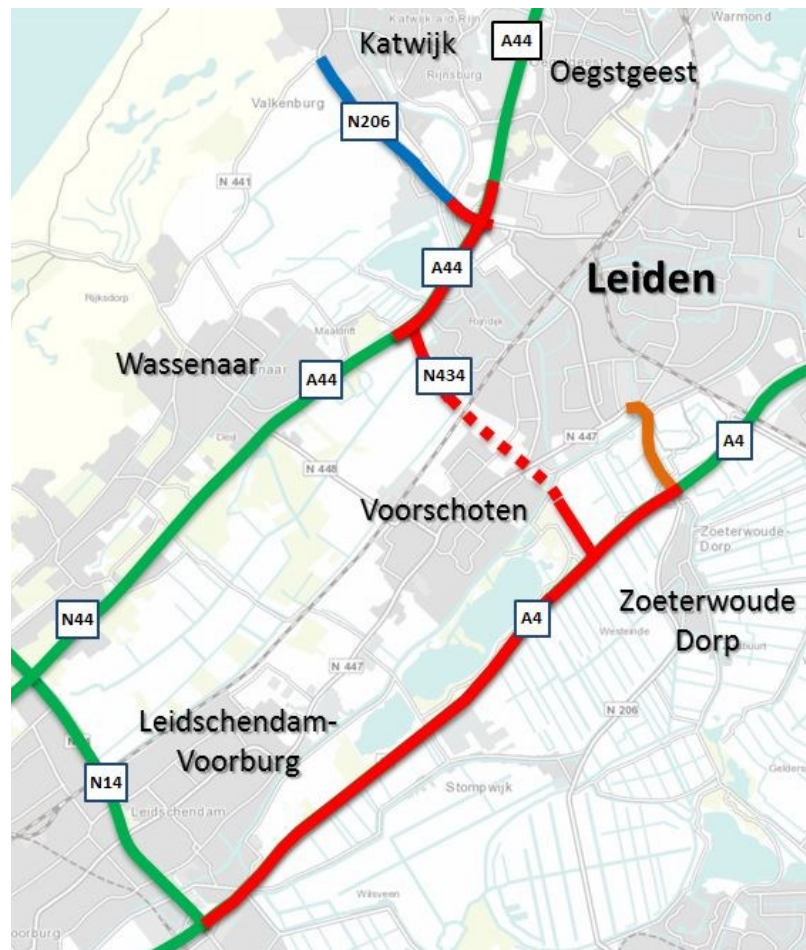 Katwijk a/d Rijn
Warmond
Katwijk
A44
Rijnsburg
Oegstgeest
Valkenburg
N206
N 441
A44
Leiden
Rijksdorp
Maaldrift
Rijndijk
Wassenaar
A44
N434
N 447
A4
N 448
Voorschoten
Zoeterwoude-
Dorp
N44
A4
Westeinde
Zoeterwoude
Dorp
N 447
N 206
Leidschendam-
Voorburg
N14
Stompwijk
Leidschendam
Wilsveen